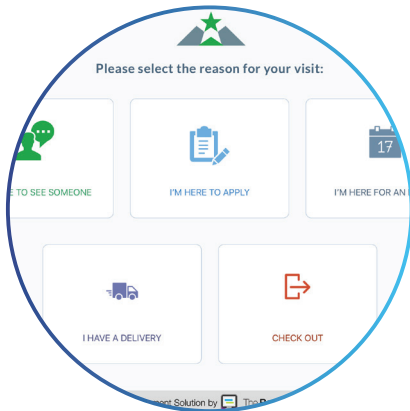 Please select the reason for your visit:
E TO SEE SOMEONE
I'M HERE TO APPLY
17
I'M HERE FOR AN
I HAVE A DELIVERY
CHECK OUT
ment Solution by The